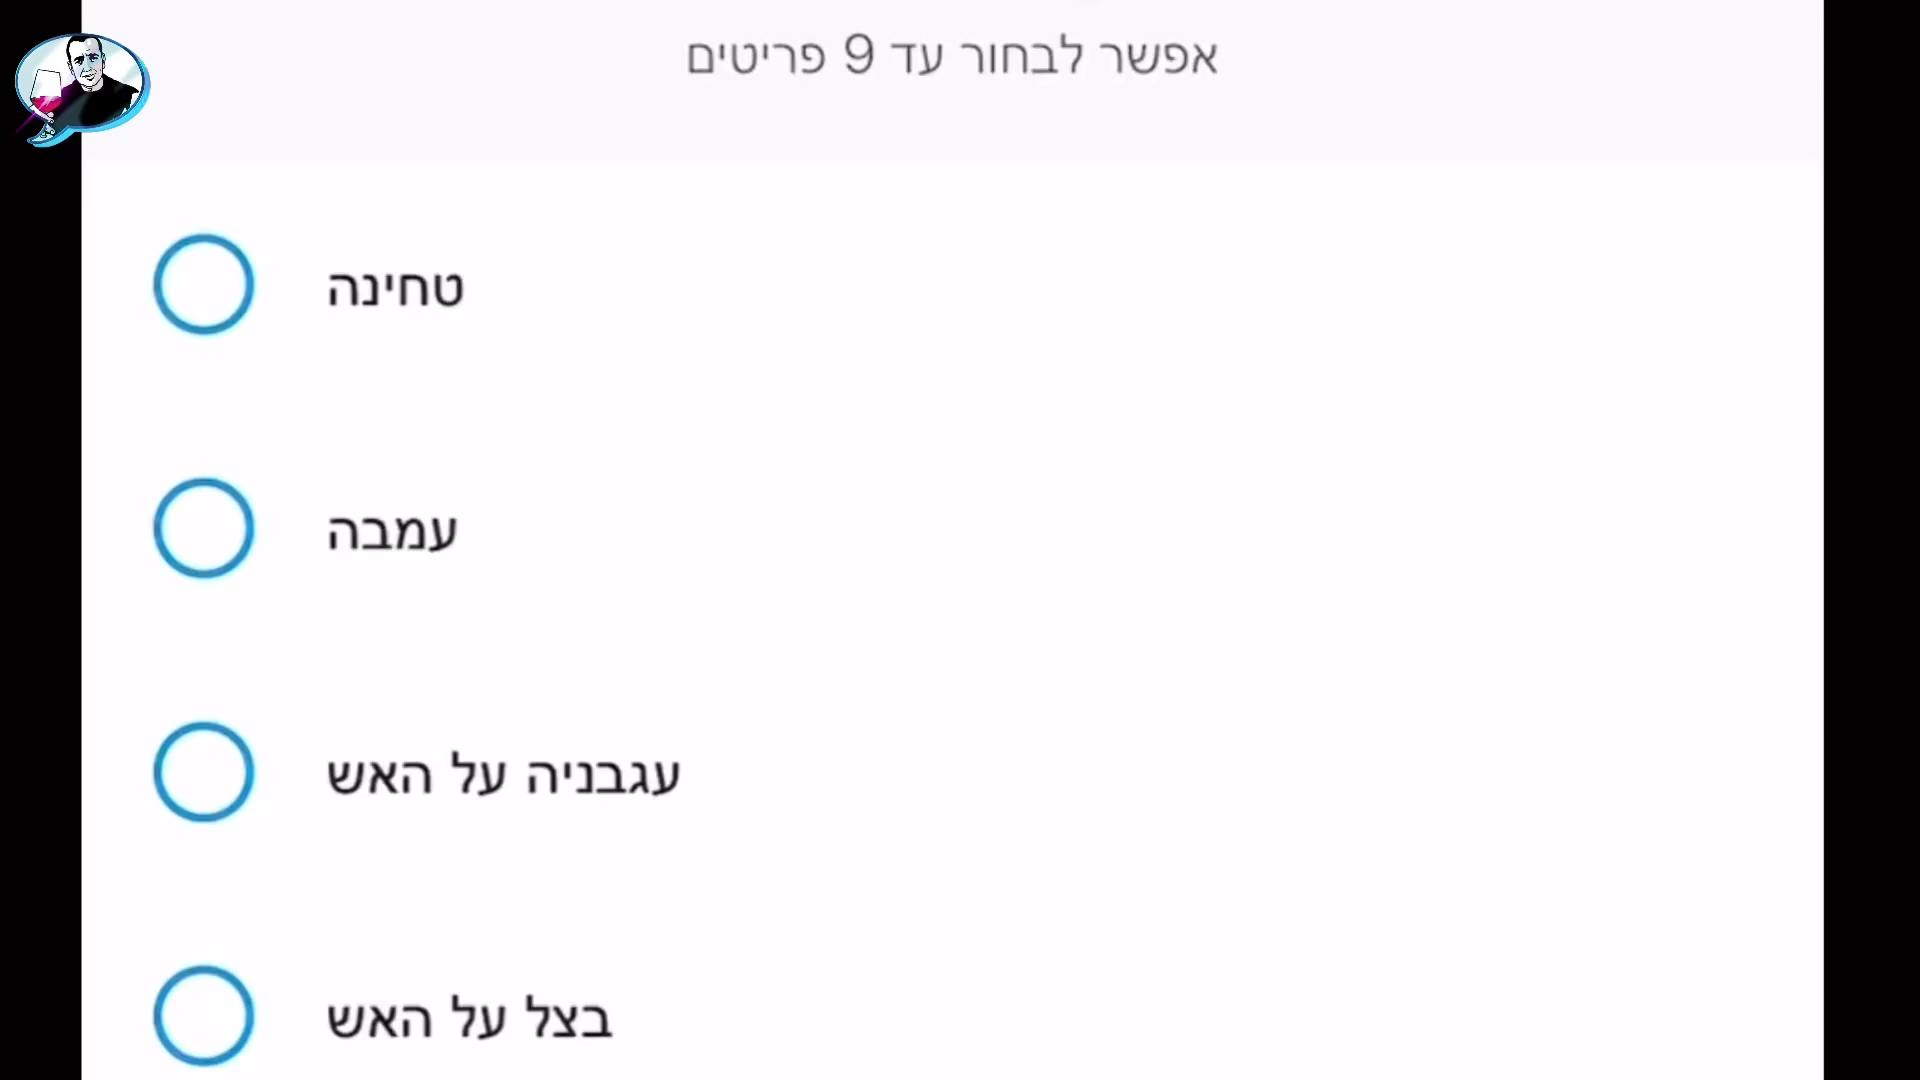 אפשר לבחור עד 9 פריטים
טחינה
עמבה
עגבניה על האש
בצל על האש